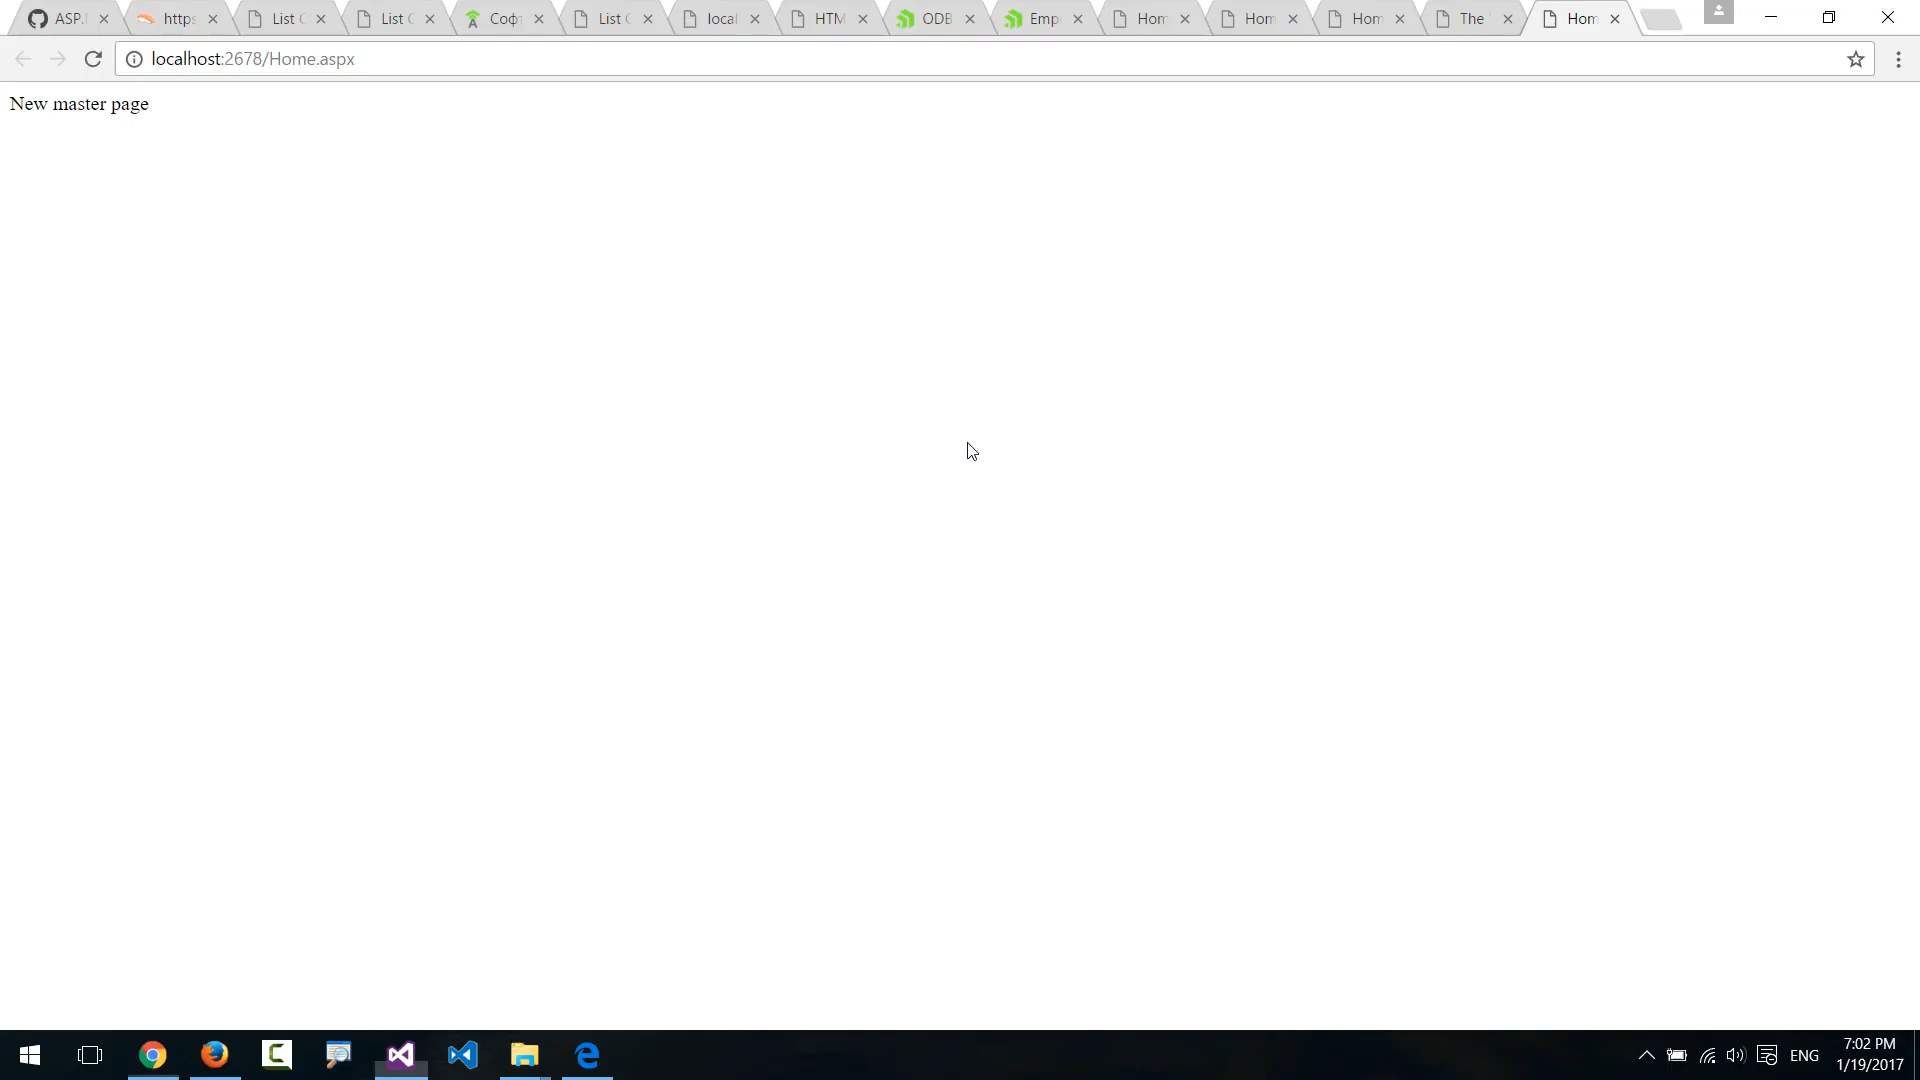 ASP.
https
List
List
Софт
List
local
HTM
ODB
Emp
Hom
Hom
Hom
The
Hom
localhost:2678/Home.aspx
New master page
ENG
7:02 PM
1/19/2017